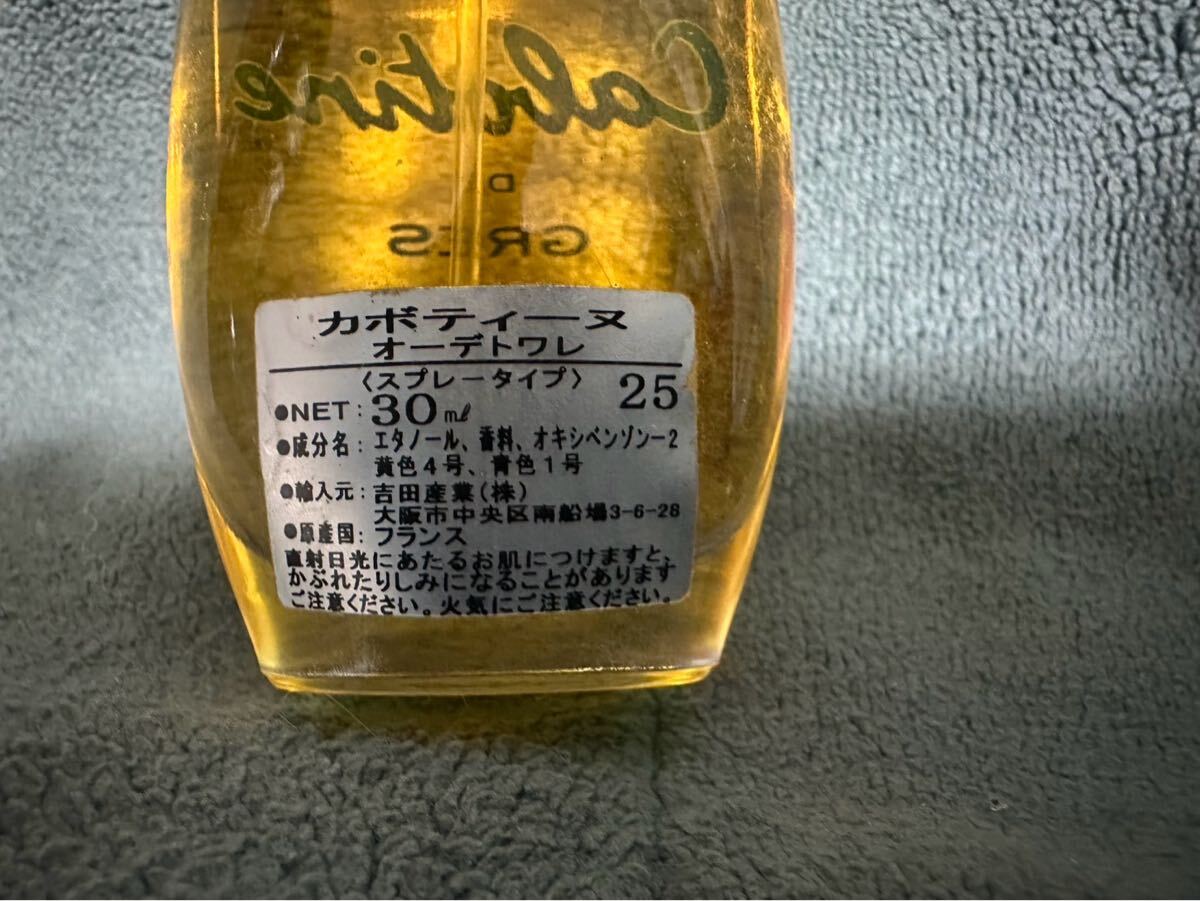 Cabotine
D
GRES
カボティーヌ
オーデトワレ
〈スプレータイプ〉 25
●NET : 30ml
●成分名 : エタノール、香料、オキシベンゾン-2
黄色4号、青色1号
●輸入元 : 吉田産業(株)
大阪市中央区南船場3-6-28
●原産国 : フランス
直射日光にあたるお肌につけますと、
かぶれたりしみになることがあります
ご注意ください。火気にご注意ください。